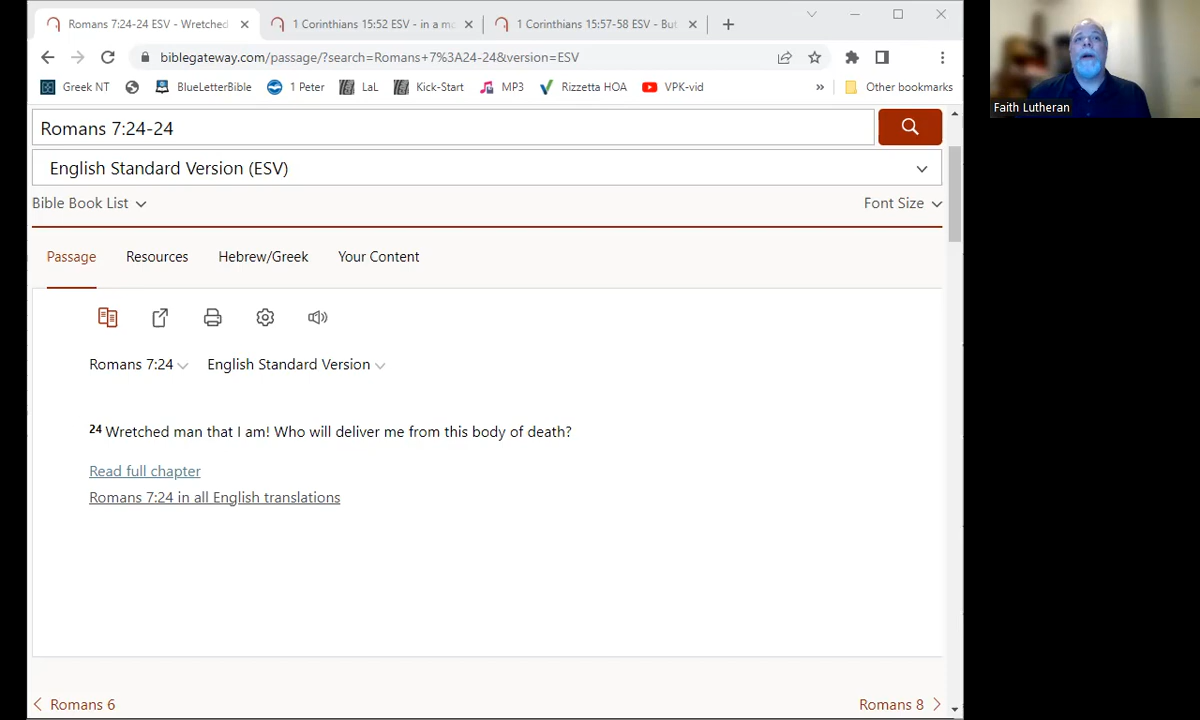 Romans 7:24-24 ESV - Wretched
1 Corinthians 15:52 ESV - in a mo
1 Corinthians 15:57-58 ESV - But
biblegateway.com/passage/?search=Romans+7%3A24-24&version=ESV
Greek NT BlueLetterBible 1 Peter LaL Kick-Start MP3 Rizzetta HOA VPK-vid » Other bookmarks
Faith Lutheran
Romans 7:24-24
English Standard Version (ESV)
Bible Book List Font Size
Passage Resources Hebrew/Greek Your Content
Romans 7:24 English Standard Version
24 Wretched man that I am! Who will deliver me from this body of death?
Read full chapter
Romans 7:24 in all English translations
Romans 6 Romans 8